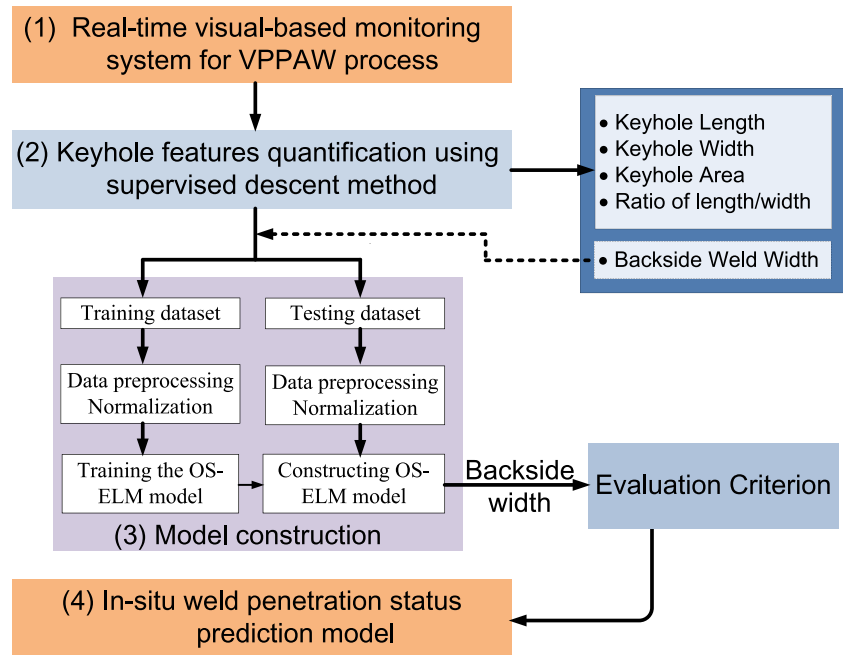 (1) Real-time visual-based monitoring
system for VPPAW process
(2) Keyhole features quantification using
supervised descent method
• Keyhole Length
• Keyhole Width
• Keyhole Area
• Ratio of length/width
• Backside Weld Width
Training dataset
Testing dataset
Data preprocessing
Normalization
Data preprocessing
Normalization
Training the OS-
ELM model
Constructing OS-
ELM model
(3) Model construction
Backside
width
Evaluation Criterion
(4) In-situ weld penetration status
prediction model